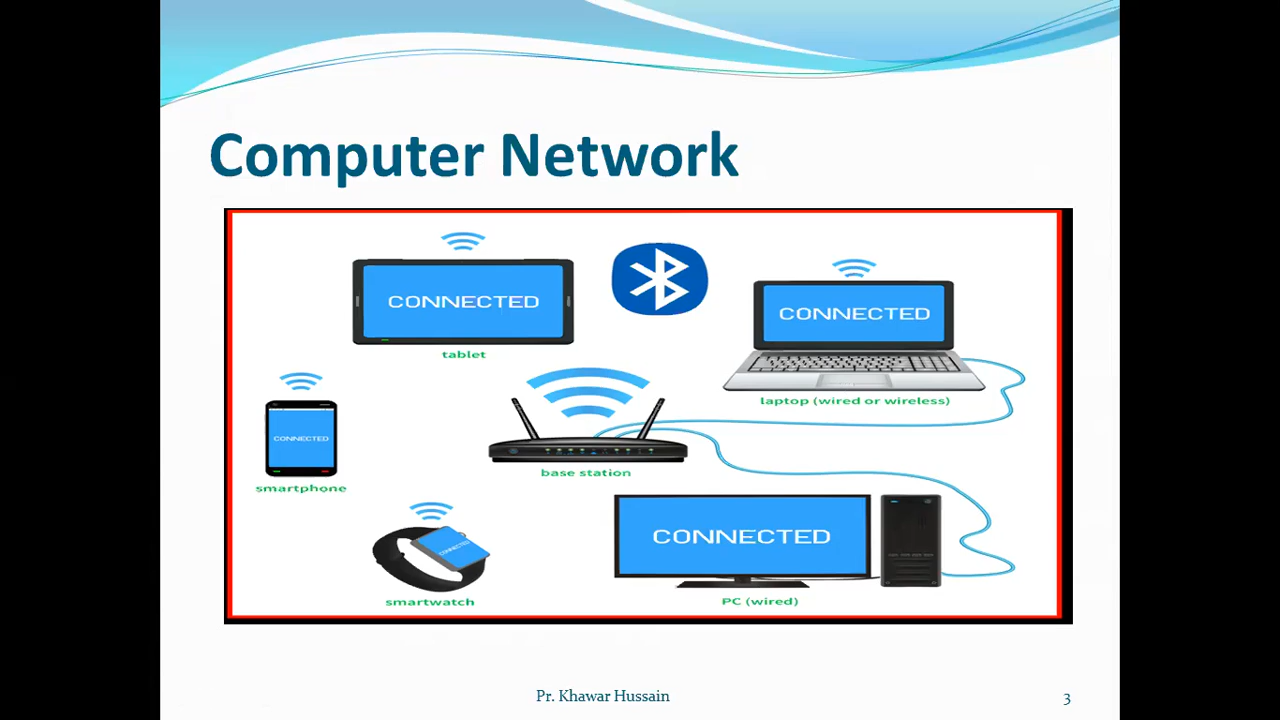 Computer Network
CONNECTED
tablet
CONNECTED
laptop (wired or wireless)
CONNECTED
smartphone
base station
CONNECTED
smartwatch
CONNECTED
PC (wired)
Pr. Khawar Hussain
3